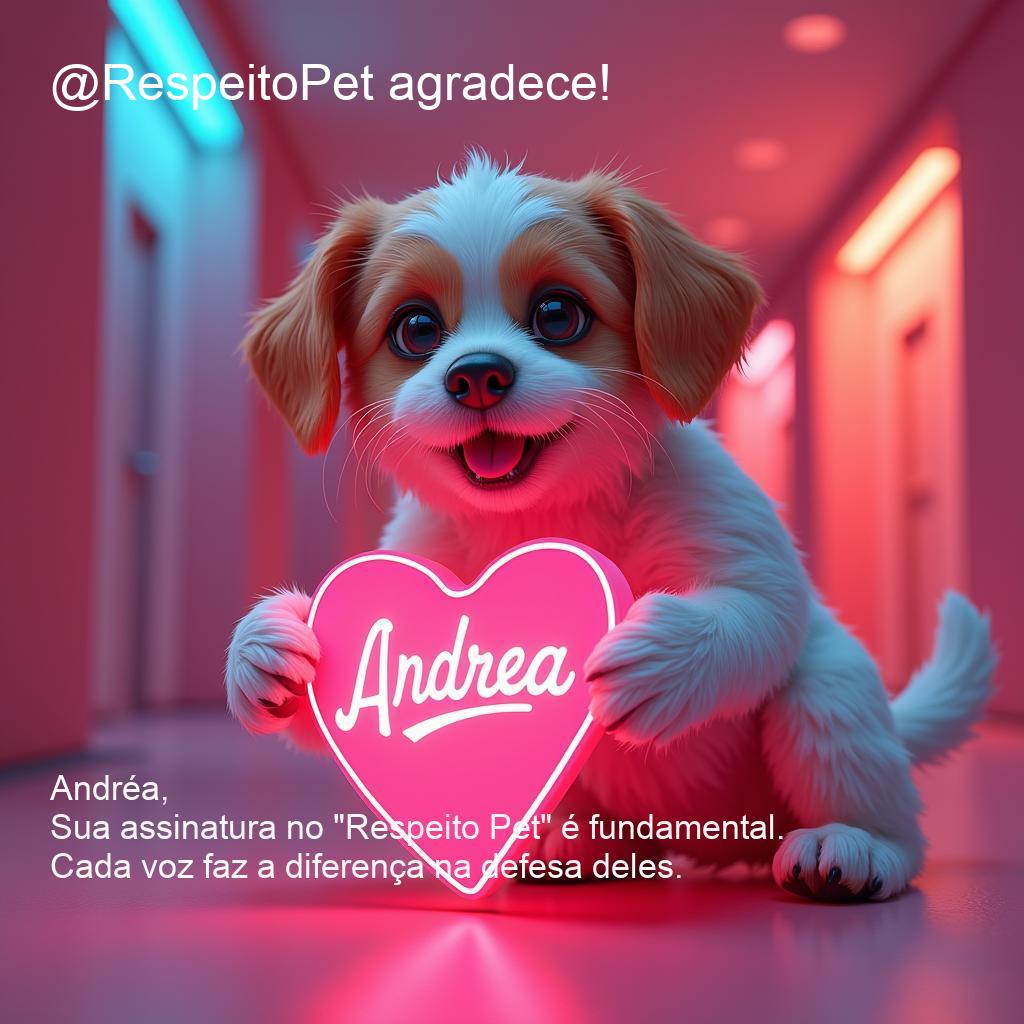 @RespeitoPet agradece!
Andrea
Andréa,
Sua assinatura no "Respeito Pet" é fundamental.
Cada voz faz a diferença na defesa deles.